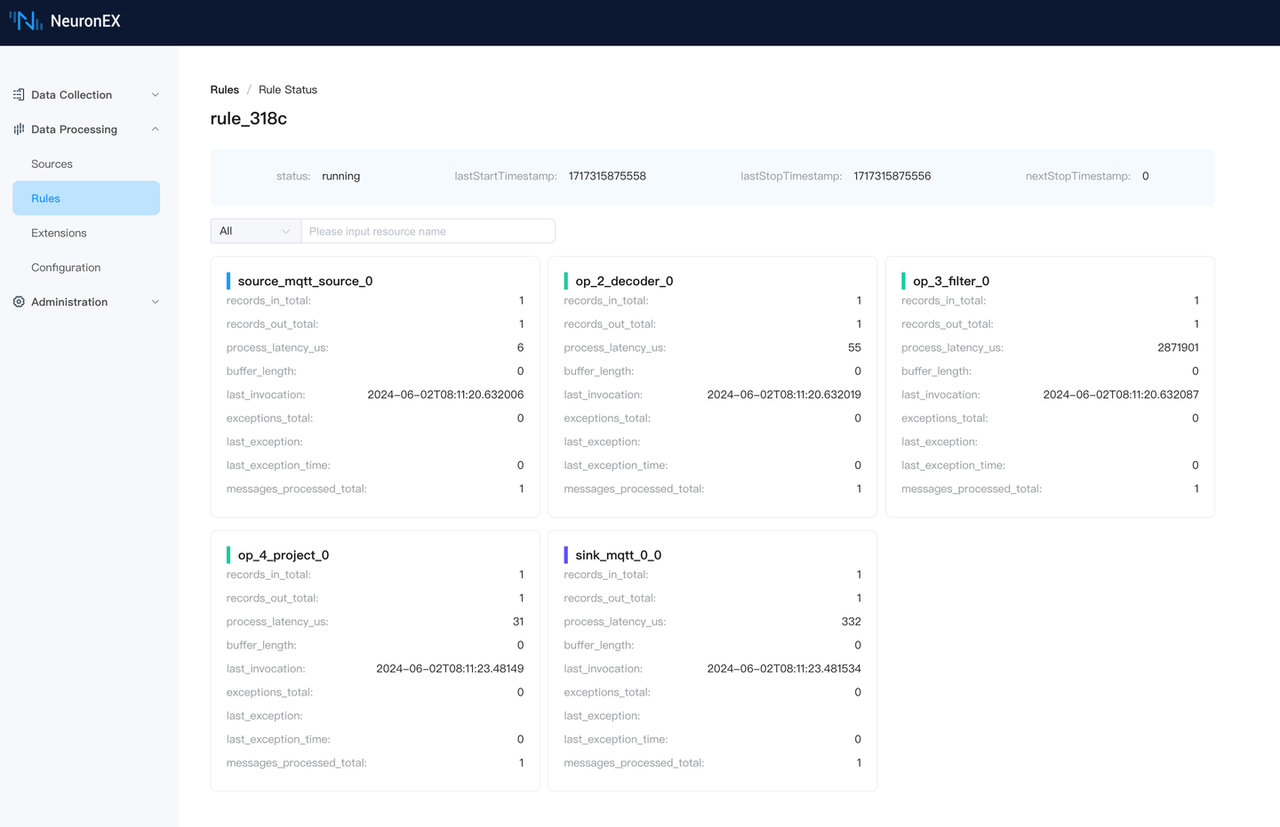 NeuronEX
Data Collection
Data Processing
Sources
Rules
Extensions
Configuration
Administration
Rules / Rule Status
rule_318c
status: running lastStartTimestamp: 1717315875558 lastStopTimestamp: 1717315875556 nextStopTimestamp: 0
All Please input resource name
source_mqtt_source_0
records_in_total: 1
records_out_total: 1
process_latency_us: 6
buffer_length: 0
last_invocation: 2024-06-02T08:11:20.632006
exceptions_total: 0
last_exception:
last_exception_time: 0
messages_processed_total: 1
op_2_decoder_0
records_in_total: 1
records_out_total: 1
process_latency_us: 55
buffer_length: 0
last_invocation: 2024-06-02T08:11:20.632019
exceptions_total: 0
last_exception:
last_exception_time: 0
messages_processed_total: 1
op_3_filter_0
records_in_total: 1
records_out_total: 1
process_latency_us: 2871901
buffer_length: 0
last_invocation: 2024-06-02T08:11:20.632087
exceptions_total: 0
last_exception:
last_exception_time: 0
messages_processed_total: 1
op_4_project_0
records_in_total: 1
records_out_total: 1
process_latency_us: 31
buffer_length: 0
last_invocation: 2024-06-02T08:11:23.48149
exceptions_total: 0
last_exception:
last_exception_time: 0
messages_processed_total: 1
sink_mqtt_0_0
records_in_total: 1
records_out_total: 1
process_latency_us: 332
buffer_length: 0
last_invocation: 2024-06-02T08:11:23.481534
exceptions_total: 0
last_exception:
last_exception_time: 0
messages_processed_total: 1